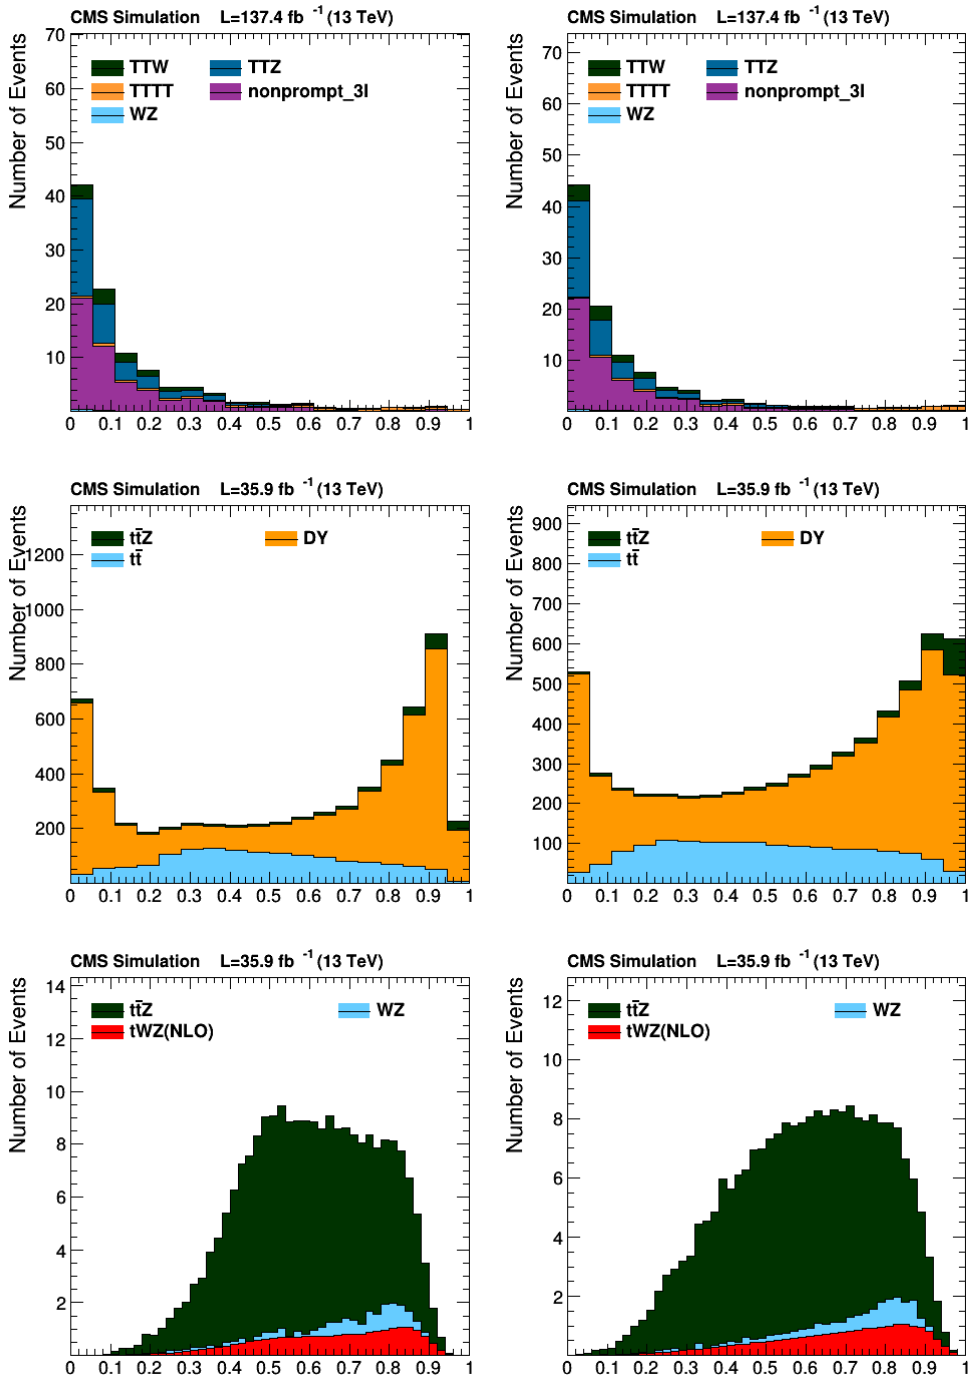 CMS Simulation L=137.4 fb -1 (13 TeV)
Number of Events
70
60
50
40
30
20
10
TTW TTZ
TTTT nonprompt_3l
WZ
0 0.1 0.2 0.3 0.4 0.5 0.6 0.7 0.8 0.9 1
CMS Simulation L=137.4 fb -1 (13 TeV)
Number of Events
70
60
50
40
30
20
10
TTW TTZ
TTTT nonprompt_3l
WZ
0 0.1 0.2 0.3 0.4 0.5 0.6 0.7 0.8 0.9 1
CMS Simulation L=35.9 fb -1 (13 TeV)
Number of Events
1200
1000
800
600
400
200
tt̄Z DY
tt̄
0 0.1 0.2 0.3 0.4 0.5 0.6 0.7 0.8 0.9 1
CMS Simulation L=35.9 fb -1 (13 TeV)
Number of Events
900
800
700
600
500
400
300
200
100
tt̄Z DY
tt̄
0 0.1 0.2 0.3 0.4 0.5 0.6 0.7 0.8 0.9 1
CMS Simulation L=35.9 fb -1 (13 TeV)
Number of Events
14
12
10
8
6
4
2
tt̄Z WZ
tWZ(NLO)
0 0.1 0.2 0.3 0.4 0.5 0.6 0.7 0.8 0.9 1
CMS Simulation L=35.9 fb -1 (13 TeV)
Number of Events
12
10
8
6
4
2
tt̄Z WZ
tWZ(NLO)
0 0.1 0.2 0.3 0.4 0.5 0.6 0.7 0.8 0.9 1